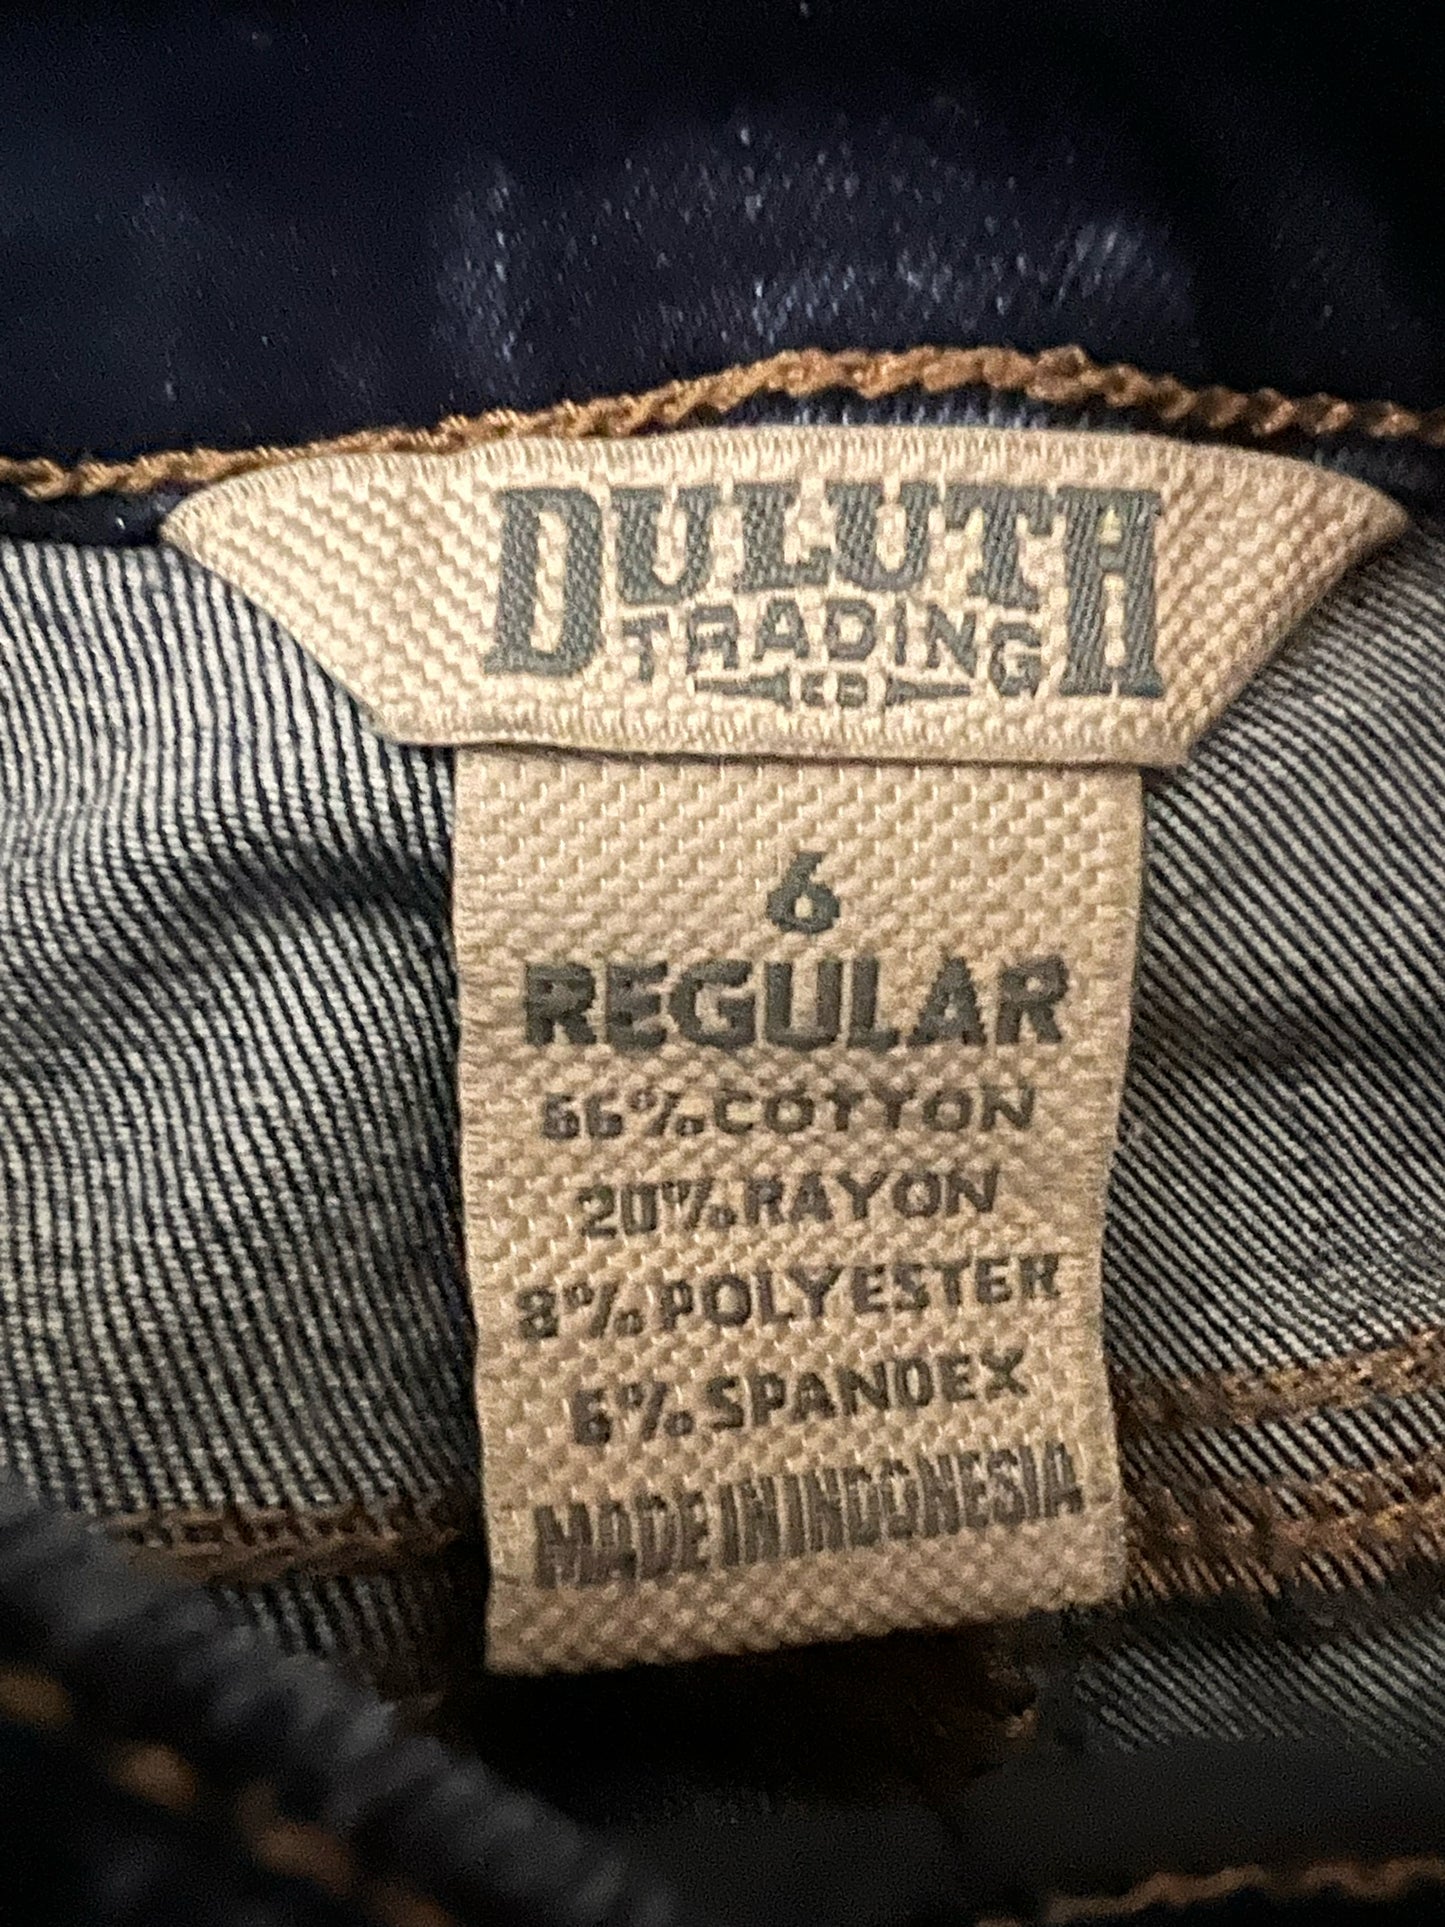 DULUTH
TRADING
CO
6
REGULAR
66% COTTON
20% RAYON
8% POLYESTER
6% SPANDEX
MADE IN INDONESIA